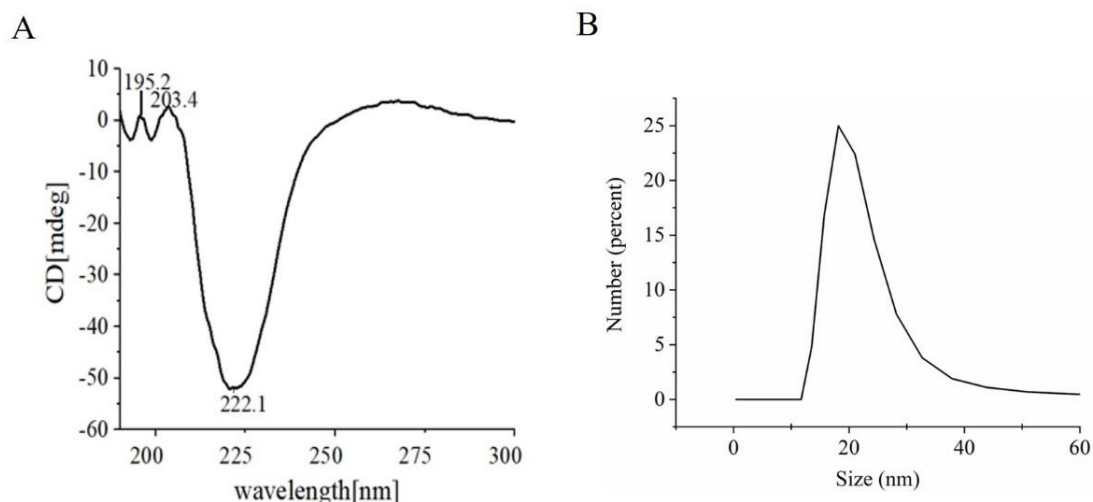 A
10
195.2
203.4
0
-10
-20
-30
-40
-50
-60
222.1
CD[mdeg]
200 225 250 275 300
wavelength[nm]
B
25
20
15
10
5
0
Number (percent)
0 20 40 60
Size (nm)